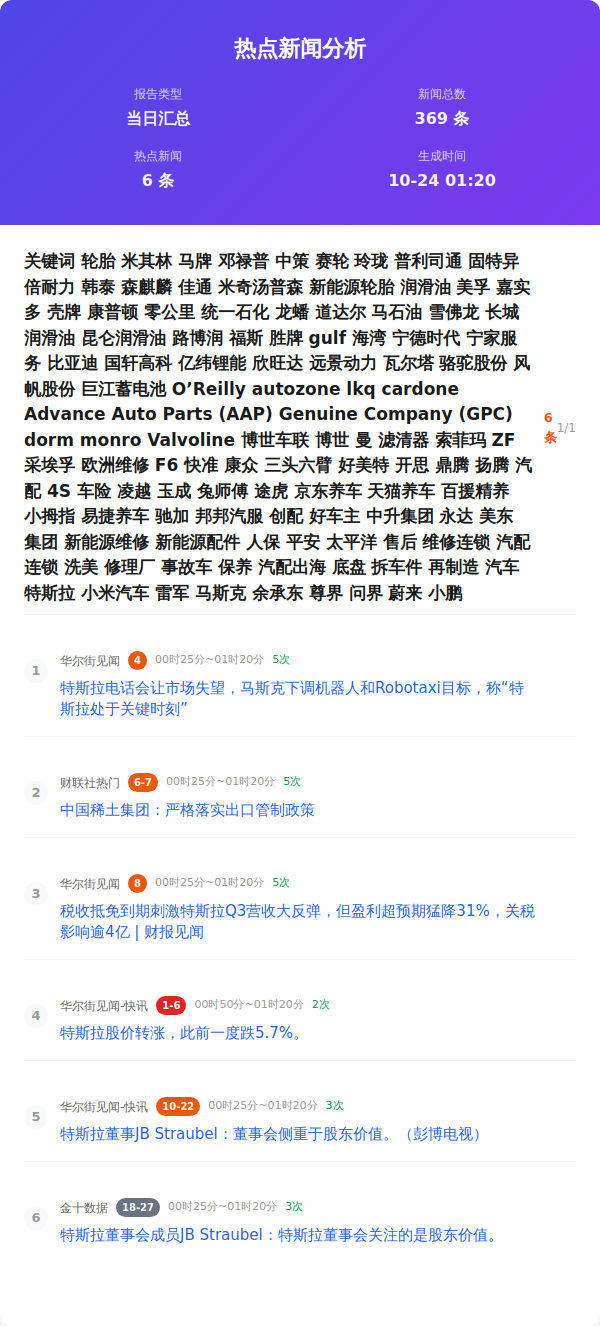 热点新闻分析
报告类型
新闻总数
当日汇总
369 条
热点新闻
生成时间
6 条
10-24 01:20
关键词 轮胎 米其林 马牌 邓禄普 中策 赛轮 玲珑 普利司通 固特异
倍耐力 韩泰 森麒麟 佳通 米奇汤普森 新能源轮胎 润滑油 美孚 嘉实
多 壳牌 康普顿 零公里 统一石化 龙蟠 道达尔 马石油 雪佛龙 长城
润滑油 昆仑润滑油 路博润 福斯 胜牌 gulf 海湾 宁德时代 宁家服
务 比亚迪 国轩高科 亿纬锂能 欣旺达 远景动力 瓦尔塔 骆驼股份 风
帆股份 巨江蓄电池 O’Reilly autozone lkq cardone
Advance Auto Parts (AAP) Genuine Company (GPC)
dorm monro Valvoline 博世车联 博世 曼 滤清器 索菲玛 ZF
采埃孚 欧洲维修 F6 快准 康众 三头六臂 好美特 开思 鼎腾 扬腾 汽
配 4S 车险 凌越 玉成 兔师傅 途虎 京东养车 天猫养车 百援精养
小拇指 易捷养车 驰加 邦邦汽服 创配 好车主 中升集团 永达 美东
集团 新能源维修 新能源配件 人保 平安 太平洋 售后 维修连锁 汽配
连锁 洗美 修理厂 事故车 保养 汽配出海 底盘 拆车件 再制造 汽车
特斯拉 小米汽车 雷军 马斯克 余承东 尊界 问界 蔚来 小鹏
6
条
1/1
1
华尔街见闻 4 00时25分~01时20分 5次
特斯拉电话会让市场失望，马斯克下调机器人和Robotaxi目标，称“特
斯拉处于关键时刻”
2
财联社热门 6-7 00时25分~01时20分 5次
中国稀土集团：严格落实出口管制政策
3
华尔街见闻 8 00时25分~01时20分 5次
税收抵免到期刺激特斯拉Q3营收大反弹，但盈利超预期猛降31%，关税
影响逾4亿 | 财报见闻
4
华尔街见闻-快讯 1-6 00时50分~01时20分 2次
特斯拉股价转涨，此前一度跌5.7%。
5
华尔街见闻-快讯 10-22 00时25分~01时20分 3次
特斯拉董事JB Straubel：董事会侧重于股东价值。（彭博电视）
6
金十数据 18-27 00时25分~01时20分 3次
特斯拉董事会成员JB Straubel：特斯拉董事会关注的是股东价值。